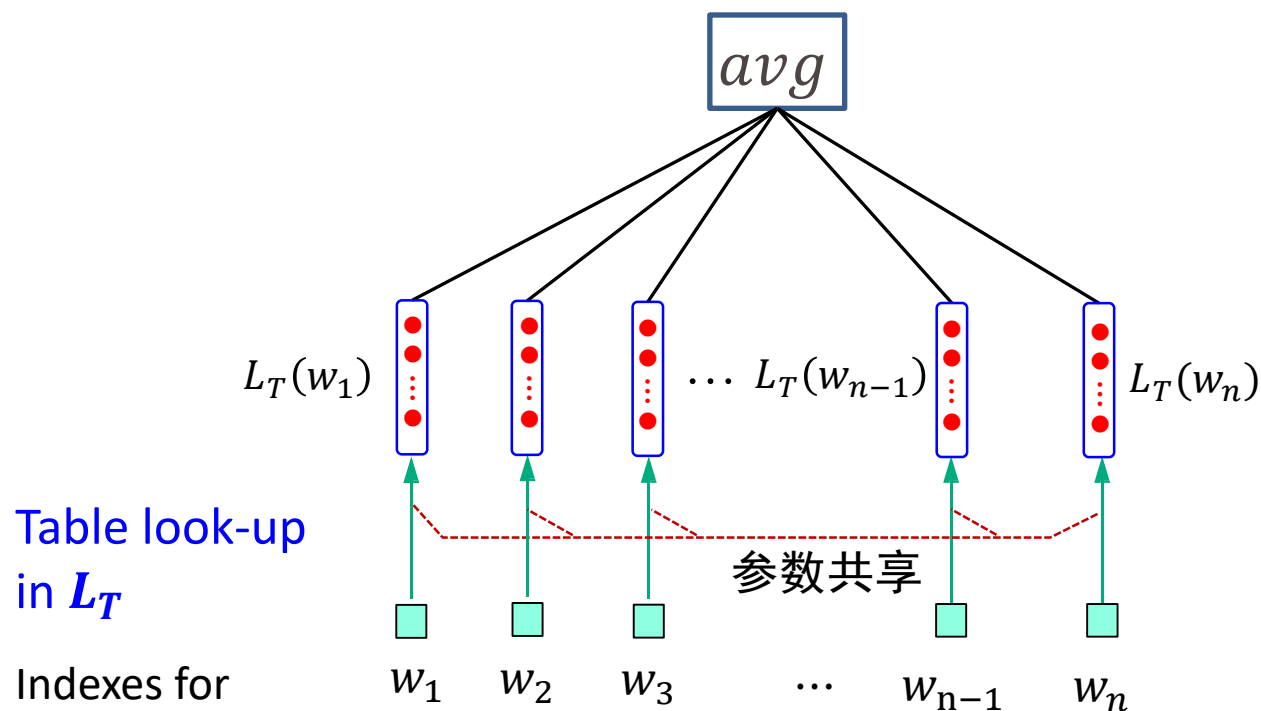 avg
L_T(w_1) ... L_T(w_{n-1}) L_T(w_n)
Table look-up
in L_T
参数共享
Indexes for w_1 w_2 w_3 ... w_{n-1} w_n